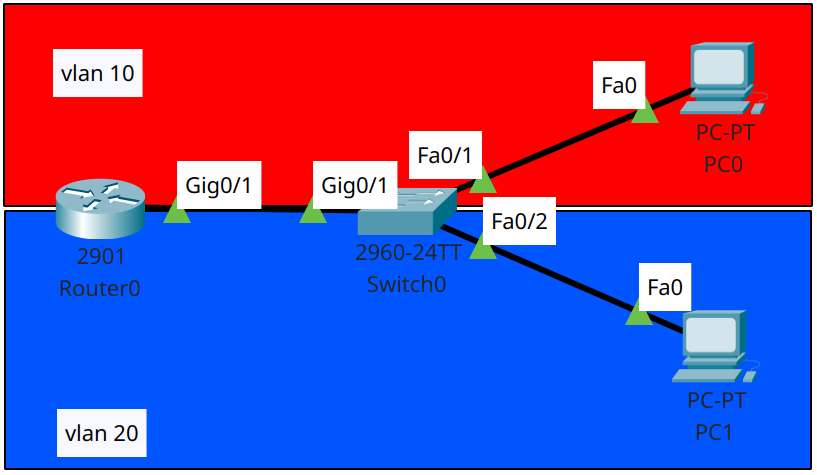 vlan 10
Fa0
PC-PT
PC0
Fa0/1
Gig0/1
Gig0/1
Fa0/2
2901
Router0
2960-24TT
Switch0
Fa0
PC-PT
PC1
vlan 20